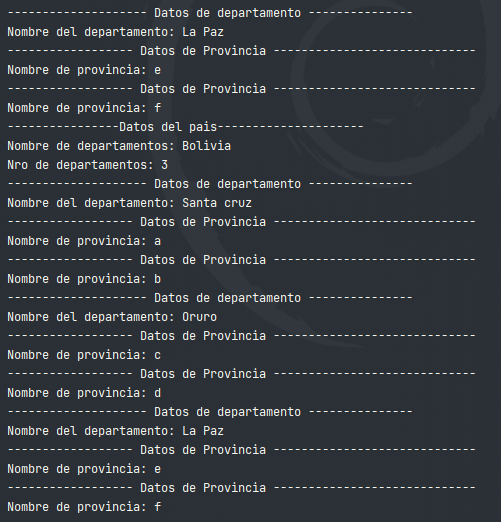 -------------------- Datos de departamento ---------------
Nombre del departamento: La Paz
------------------ Datos de Provincia -----------------------------
Nombre de provincia: e
------------------ Datos de Provincia -----------------------------
Nombre de provincia: f
----------------Datos del pais---------------------
Nombre de departamentos: Bolivia
Nro de departamentos: 3
-------------------- Datos de departamento ---------------
Nombre del departamento: Santa cruz
------------------ Datos de Provincia -----------------------------
Nombre de provincia: a
------------------ Datos de Provincia -----------------------------
Nombre de provincia: b
-------------------- Datos de departamento ---------------
Nombre del departamento: Oruro
------------------ Datos de Provincia -----------------------------
Nombre de provincia: c
------------------ Datos de Provincia -----------------------------
Nombre de provincia: d
-------------------- Datos de departamento ---------------
Nombre del departamento: La Paz
------------------ Datos de Provincia -----------------------------
Nombre de provincia: e
------------------ Datos de Provincia -----------------------------
Nombre de provincia: f